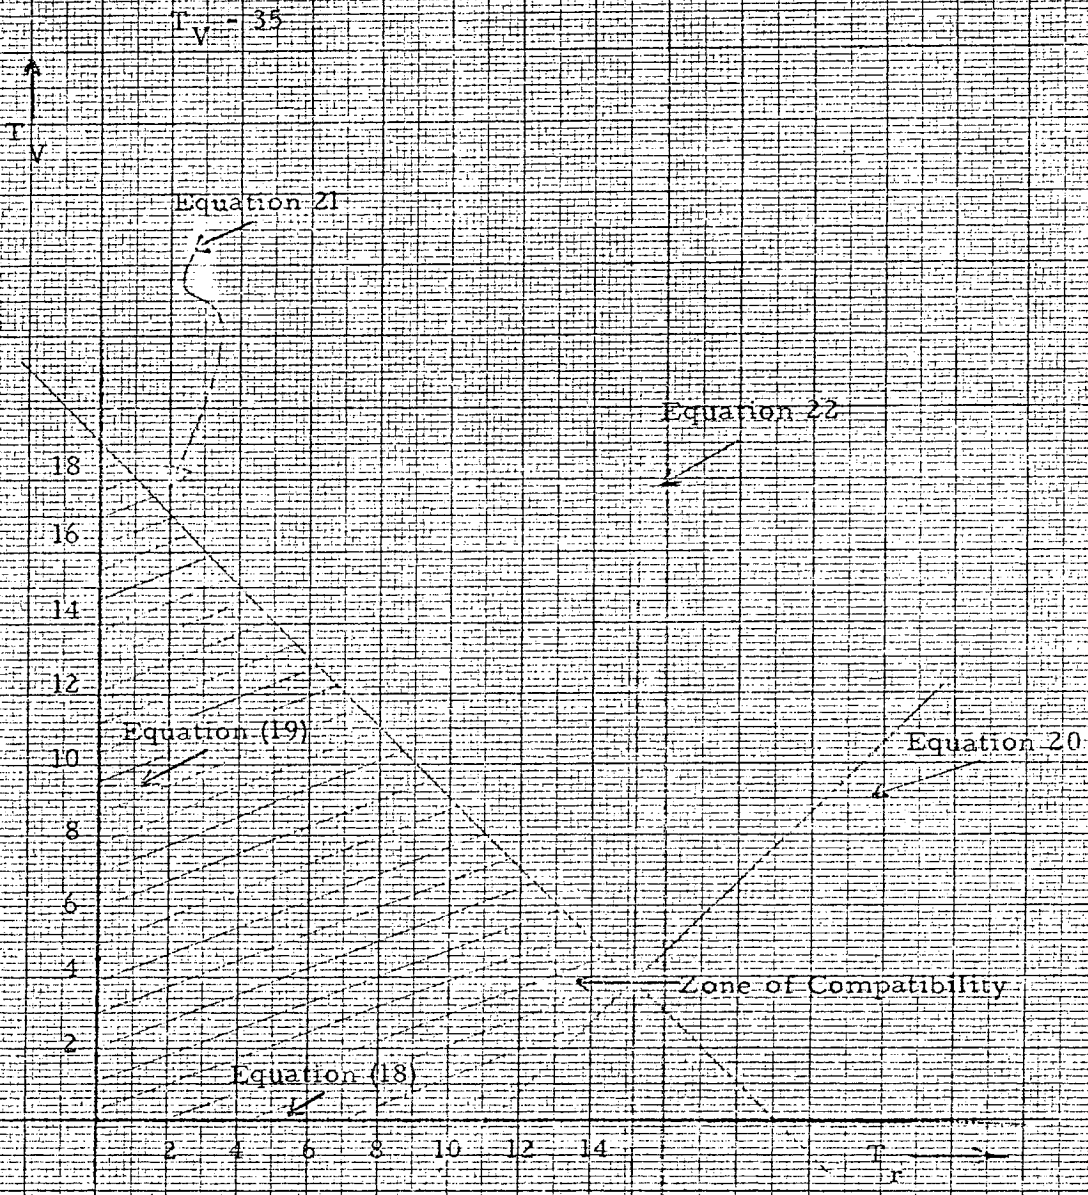 T_V - 35
T_V
Equation 21
Equation 22
18
16
14
12
Equation (19)
10
Equation 20
8
6
4
Zone of Compatibility
2
Equation (18)
2 4 6 8 10 12 14 T_r